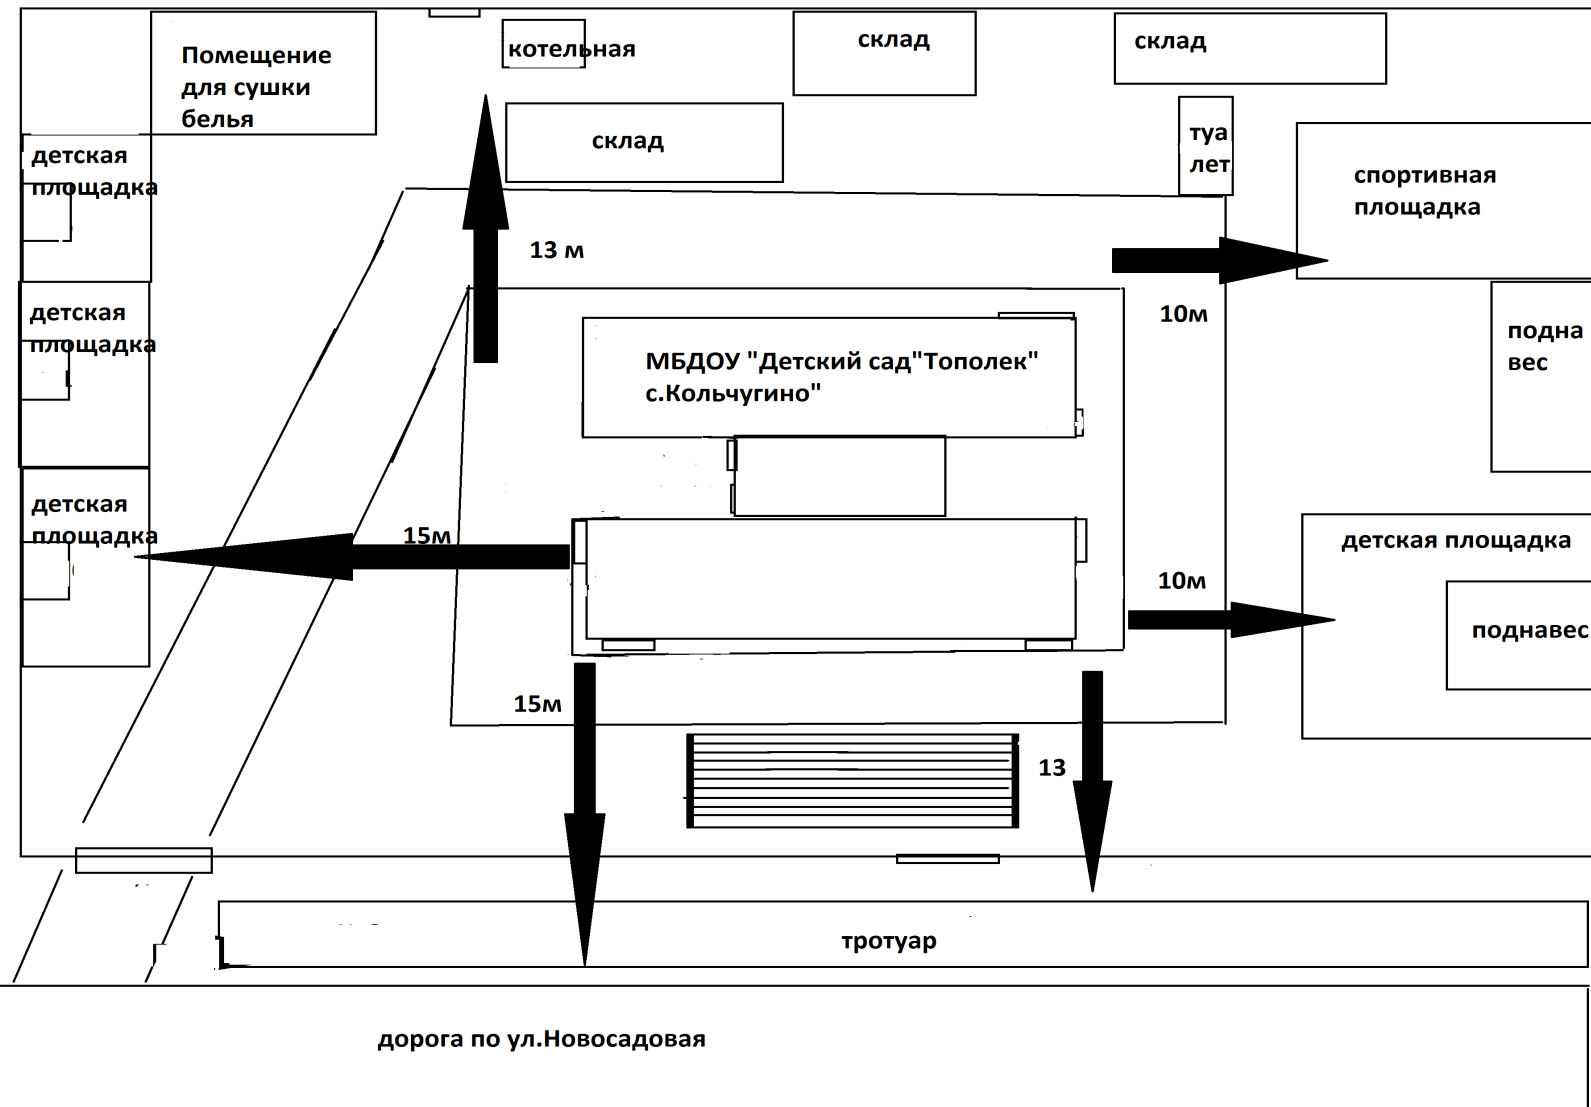 Помещение
для сушки
белья
котельная
склад
склад
склад
туа
лет
детская
площадка
спортивная
площадка
13 м
10м
детская
площадка
подна
вес
МБДОУ "Детский сад"Тополек"
с.Кольчугино"
детская
площадка
15м
детская площадка
10м
поднавес
15м
13
тротуар
дорога по ул.Новосадовая